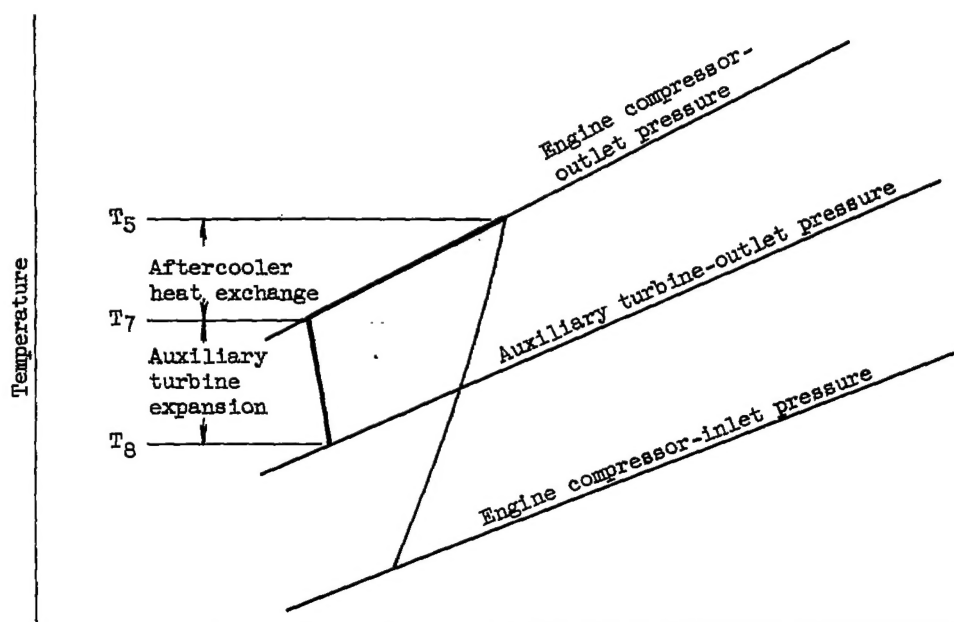 Engine compressor-
outlet pressure
T5
Aftercooler
heat exchange
T7
Auxiliary
turbine
expansion
T8
Auxiliary turbine-outlet pressure
Engine compressor-inlet pressure
Temperature